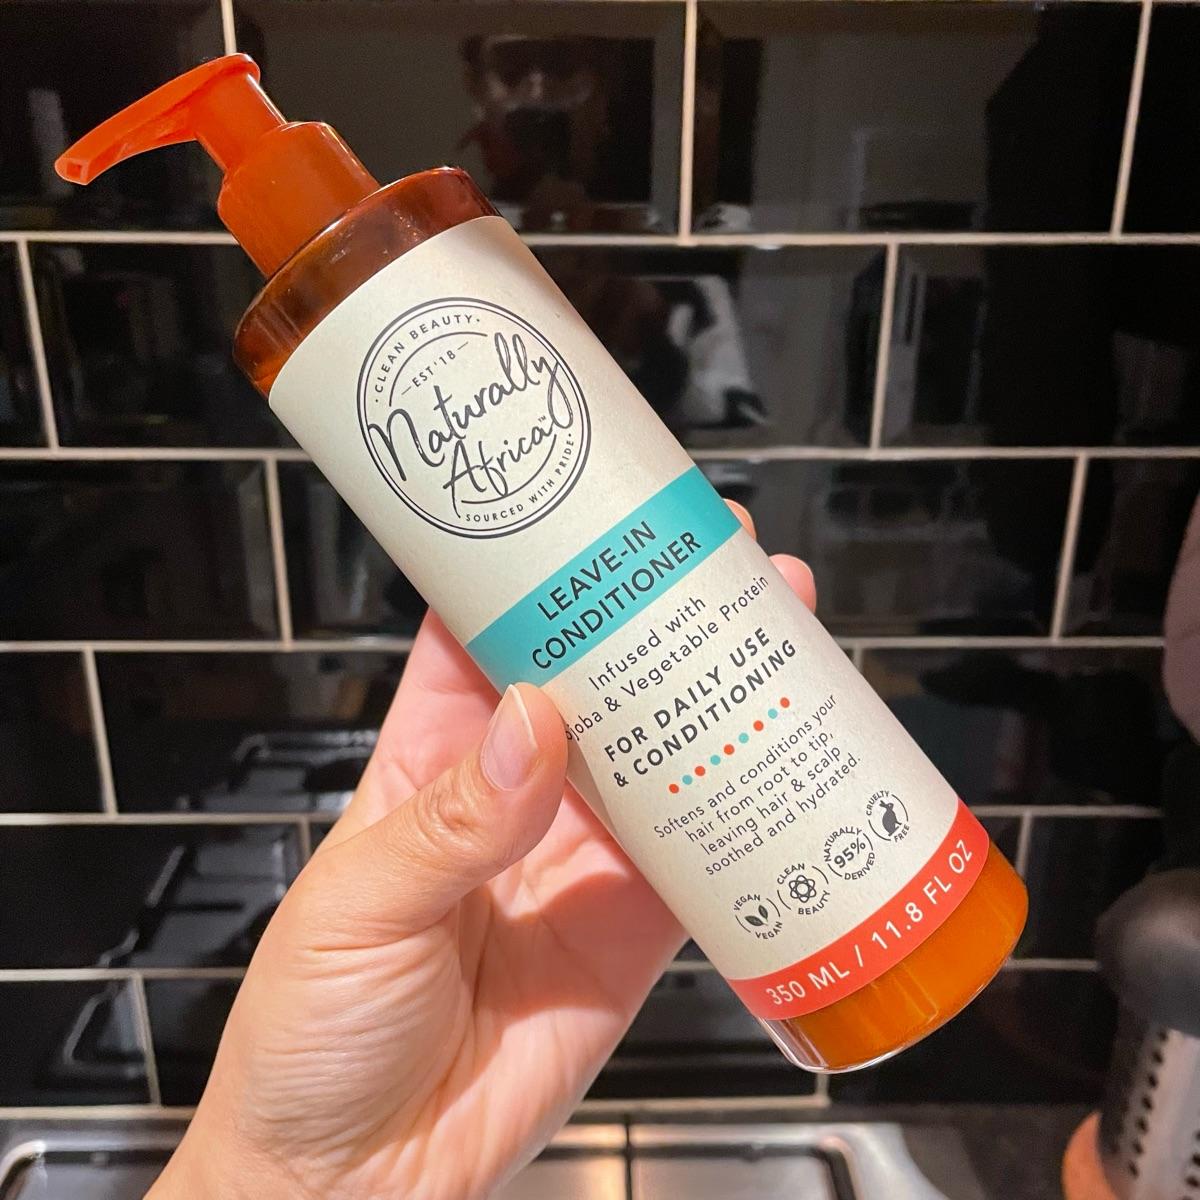 CLEAN BEAUTY
EST '18
Naturally
Africa™
SOURCED WITH PRIDE
LEAVE-IN
CONDITIONER
Infused with
& Vegetable Protein
FOR DAILY USE
& CONDITIONING
Softens and conditions your
hair from root to tip,
leaving hair & scalp
soothed and hydrated.
VEGAN
VEGAN
CLEAN
BEAUTY
NATURALLY
95%
DERIVED
CRUELTY
FREE
350 ML / 11.8 FL OZ